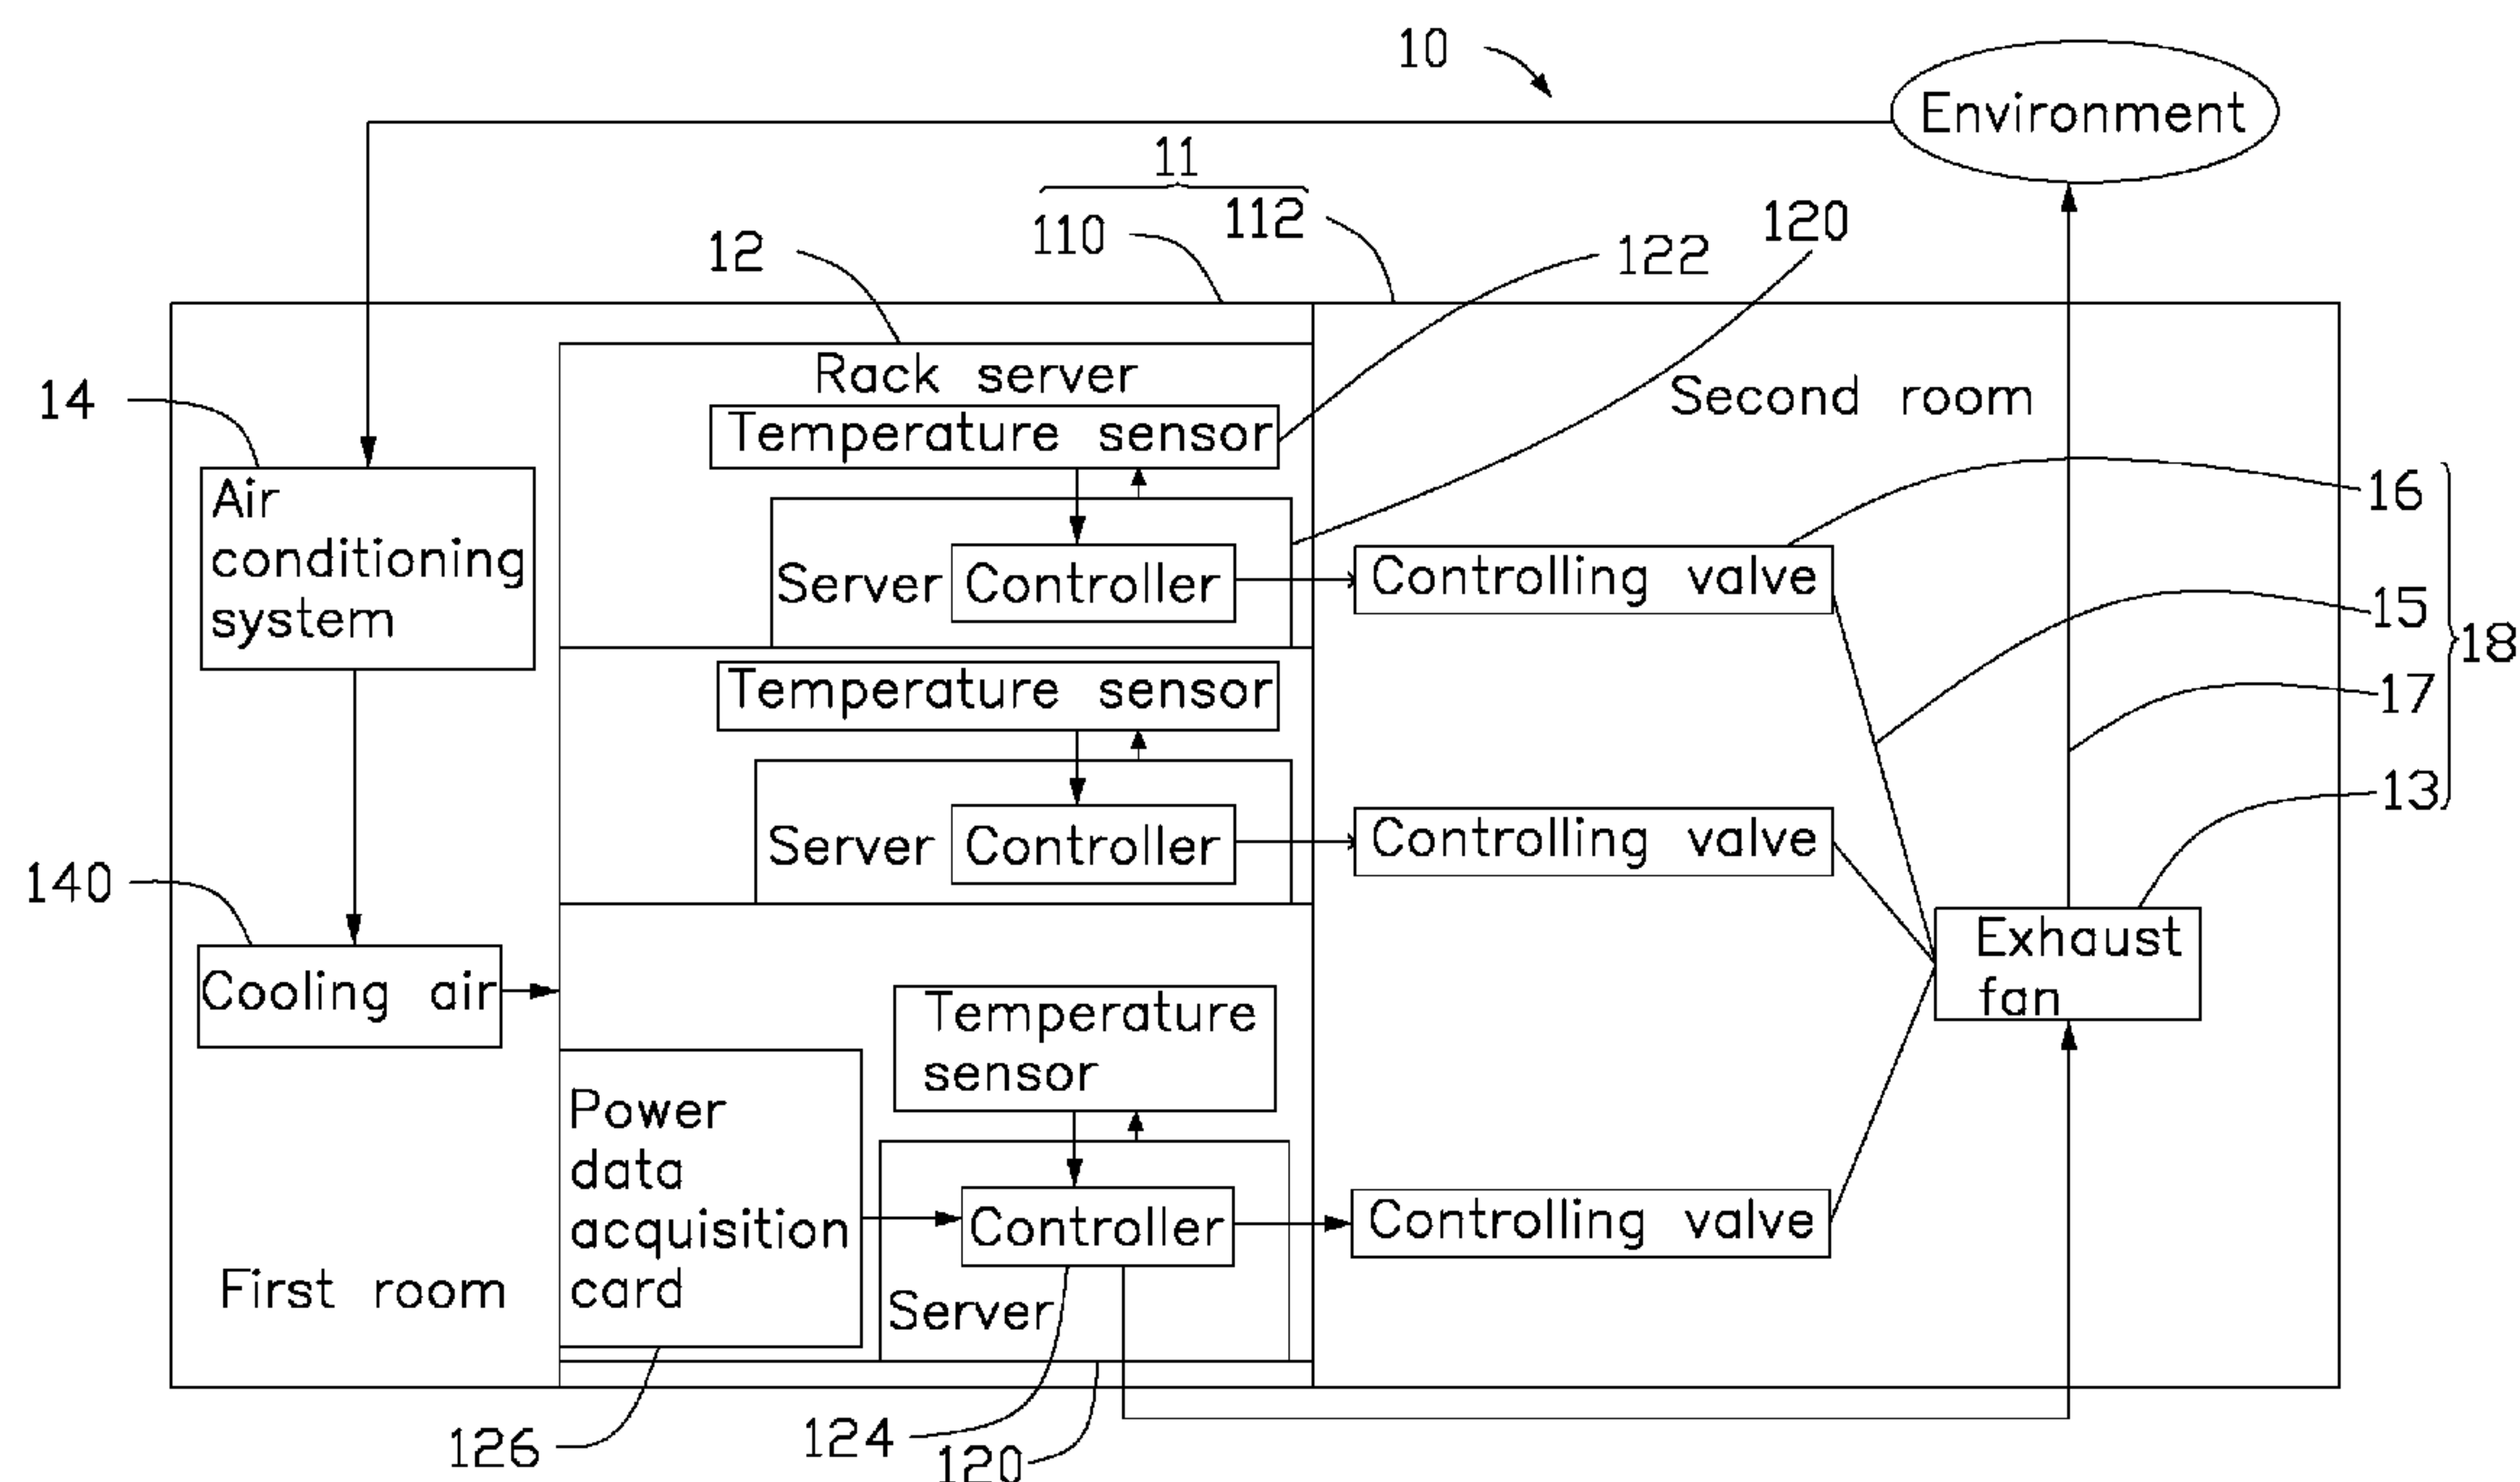 10
Environment
11
110
112
120
12
122
Rack server
14
Temperature sensor
Second room
Air
conditioning
system
16
Server
Controller
Controlling valve
15
18
17
Temperature sensor
13
Server
Controller
Controlling valve
140
Exhaust
fan
Cooling air
Temperature
sensor
Power
data
acquisition
card
Controller
Controlling valve
First room
Server
126
124
120